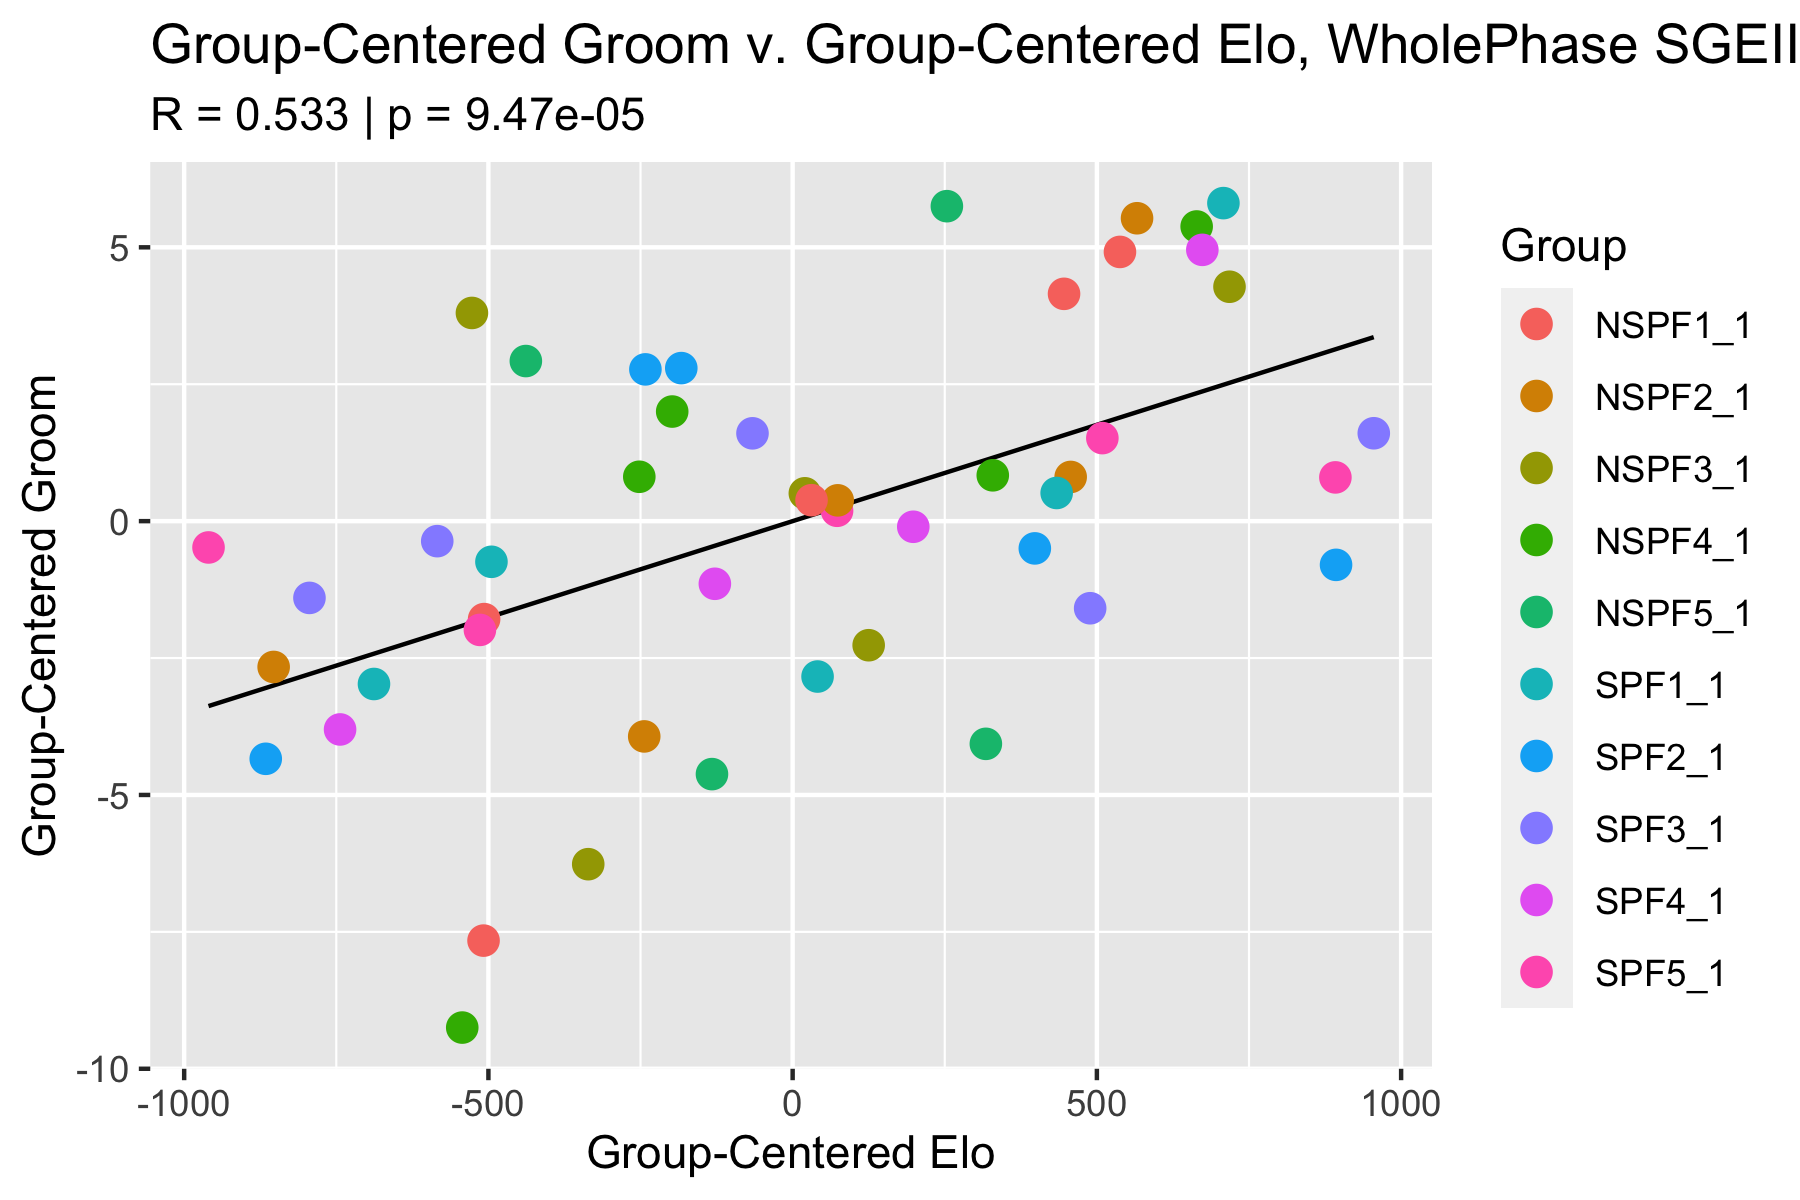 Group-Centered Groom v. Group-Centered Elo, WholePhase SGEII
R = 0.533 | p = 9.47e-05
Group-Centered Groom
5
0
-5
-10
-1000
-500
0
500
1000
Group-Centered Elo
Group
NSPF1_1
NSPF2_1
NSPF3_1
NSPF4_1
NSPF5_1
SPF1_1
SPF2_1
SPF3_1
SPF4_1
SPF5_1